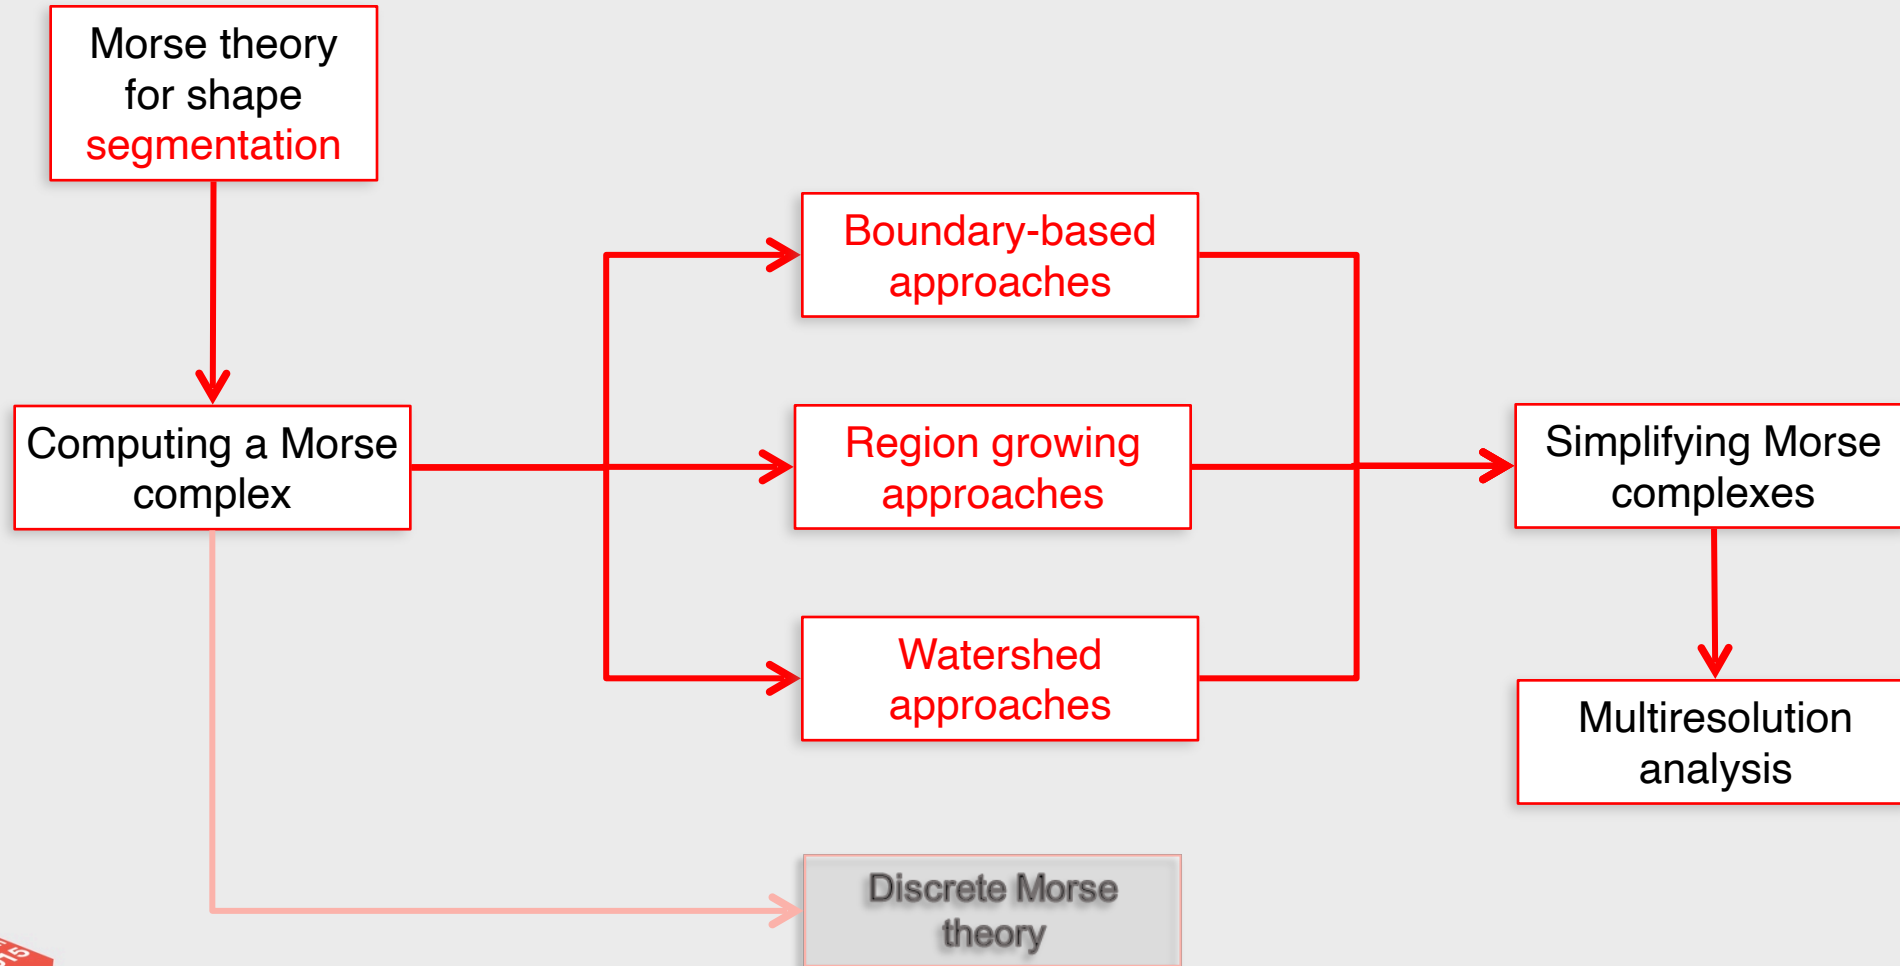 Morse theory
for shape
segmentation
Computing a Morse
complex
Boundary-based
approaches
Region growing
approaches
Watershed
approaches
Simplifying Morse
complexes
Multiresolution
analysis
Discrete Morse
theory